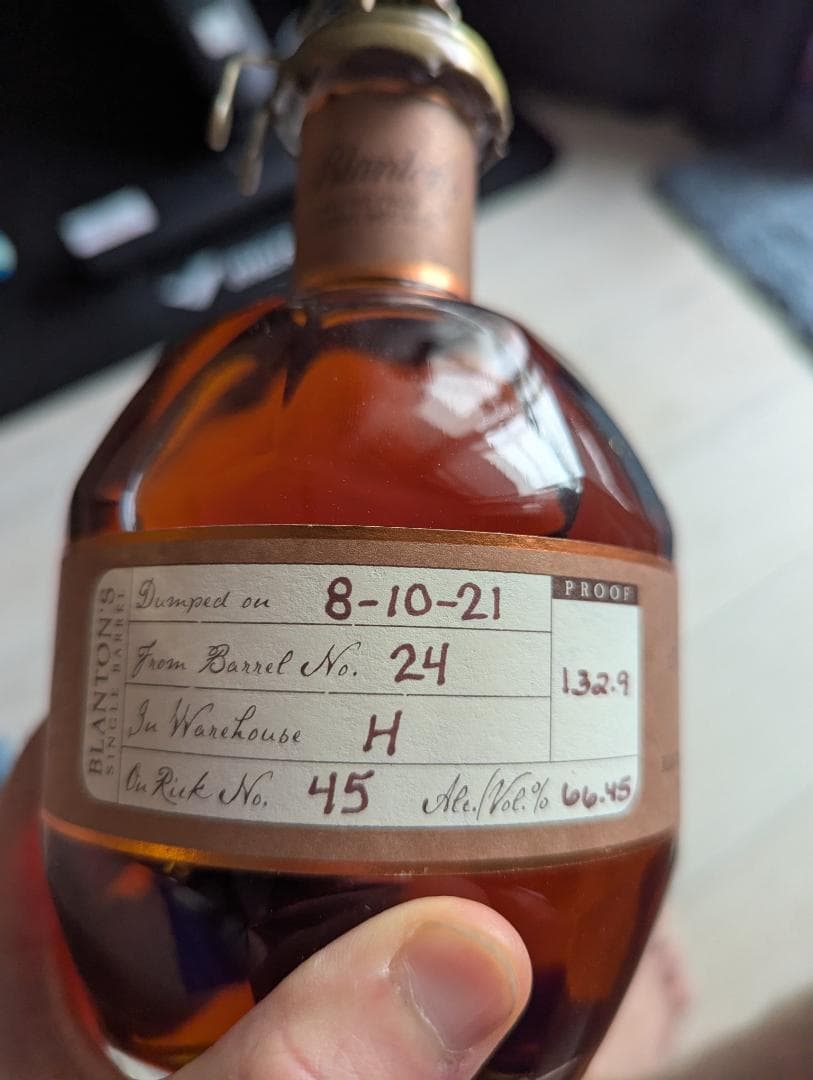 Blanton's
BLANTON'S
SINGLE BARREL
Dumped on 8-10-21
PROOF
From Barrel No. 24
132.9
In Warehouse H
On Rick No. 45 Alc./Vol.% 66.45